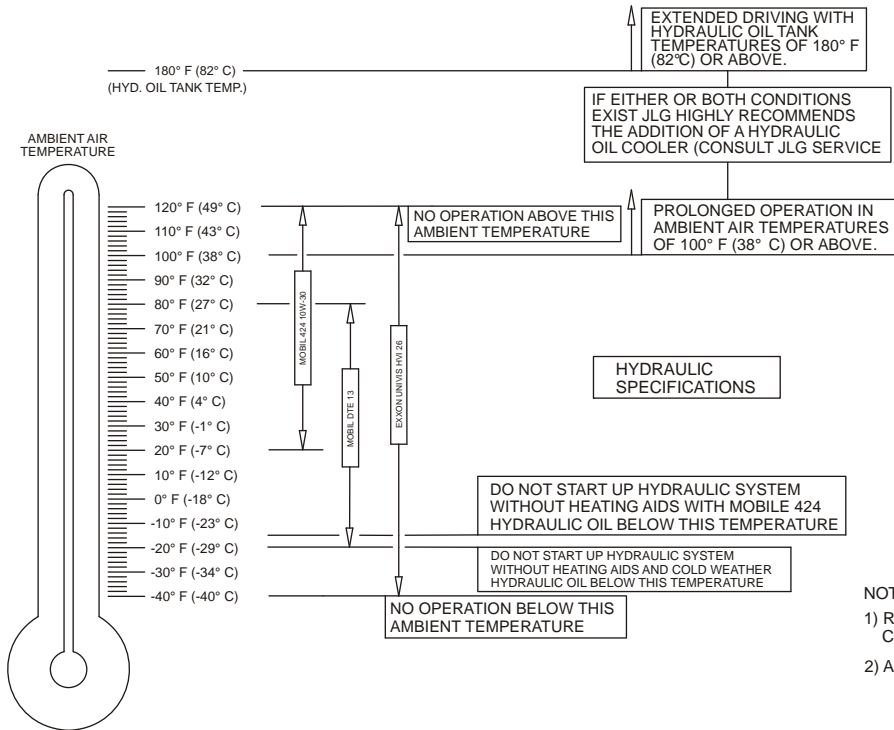 EXTENDED DRIVING WITH
HYDRAULIC OIL TANK
TEMPERATURES OF 180° F
(82°C) OR ABOVE.
180° F (82° C)
(HYD. OIL TANK TEMP.)
IF EITHER OR BOTH CONDITIONS
EXIST JLG HIGHLY RECOMMENDS
THE ADDITION OF A HYDRAULIC
OIL COOLER (CONSULT JLG SERVICE
AMBIENT AIR
TEMPERATURE
120° F (49° C)
110° F (43° C)
100° F (38° C)
90° F (32° C)
80° F (27° C)
70° F (21° C)
60° F (16° C)
50° F (10° C)
40° F (4° C)
30° F (-1° C)
20° F (-7° C)
10° F (-12° C)
0° F (-18° C)
-10° F (-23° C)
-20° F (-29° C)
-30° F (-34° C)
-40° F (-40° C)
MOBIL 424 10W-30
MOBIL DTE 13
EXXON UNIVIS HVI 26
NO OPERATION ABOVE THIS
AMBIENT TEMPERATURE
PROLONGED OPERATION IN
AMBIENT AIR TEMPERATURES
OF 100° F (38° C) OR ABOVE.
HYDRAULIC
SPECIFICATIONS
DO NOT START UP HYDRAULIC SYSTEM
WITHOUT HEATING AIDS WITH MOBILE 424
HYDRAULIC OIL BELOW THIS TEMPERATURE
DO NOT START UP HYDRAULIC SYSTEM
WITHOUT HEATING AIDS AND COLD WEATHER
HYDRAULIC OIL BELOW THIS TEMPERATURE
NO OPERATION BELOW THIS
AMBIENT TEMPERATURE
NOT
1) R
C
2) A